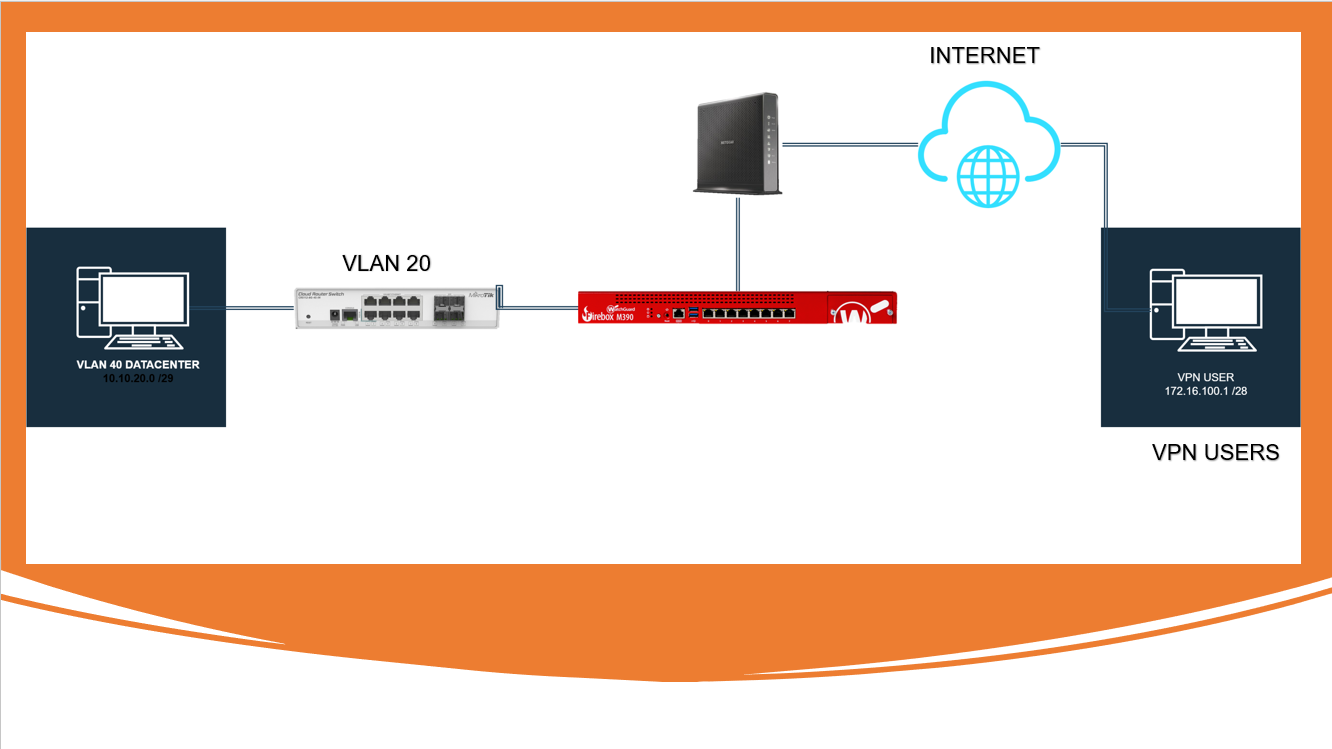 INTERNET
NETGEAR
VLAN 20
Cloud Router Switch
MikroTik
WatchGuard
Firebox M390
VLAN 40 DATACENTER
10.10.20.0 /29
VPN USER
172.16.100.1 /28
VPN USERS